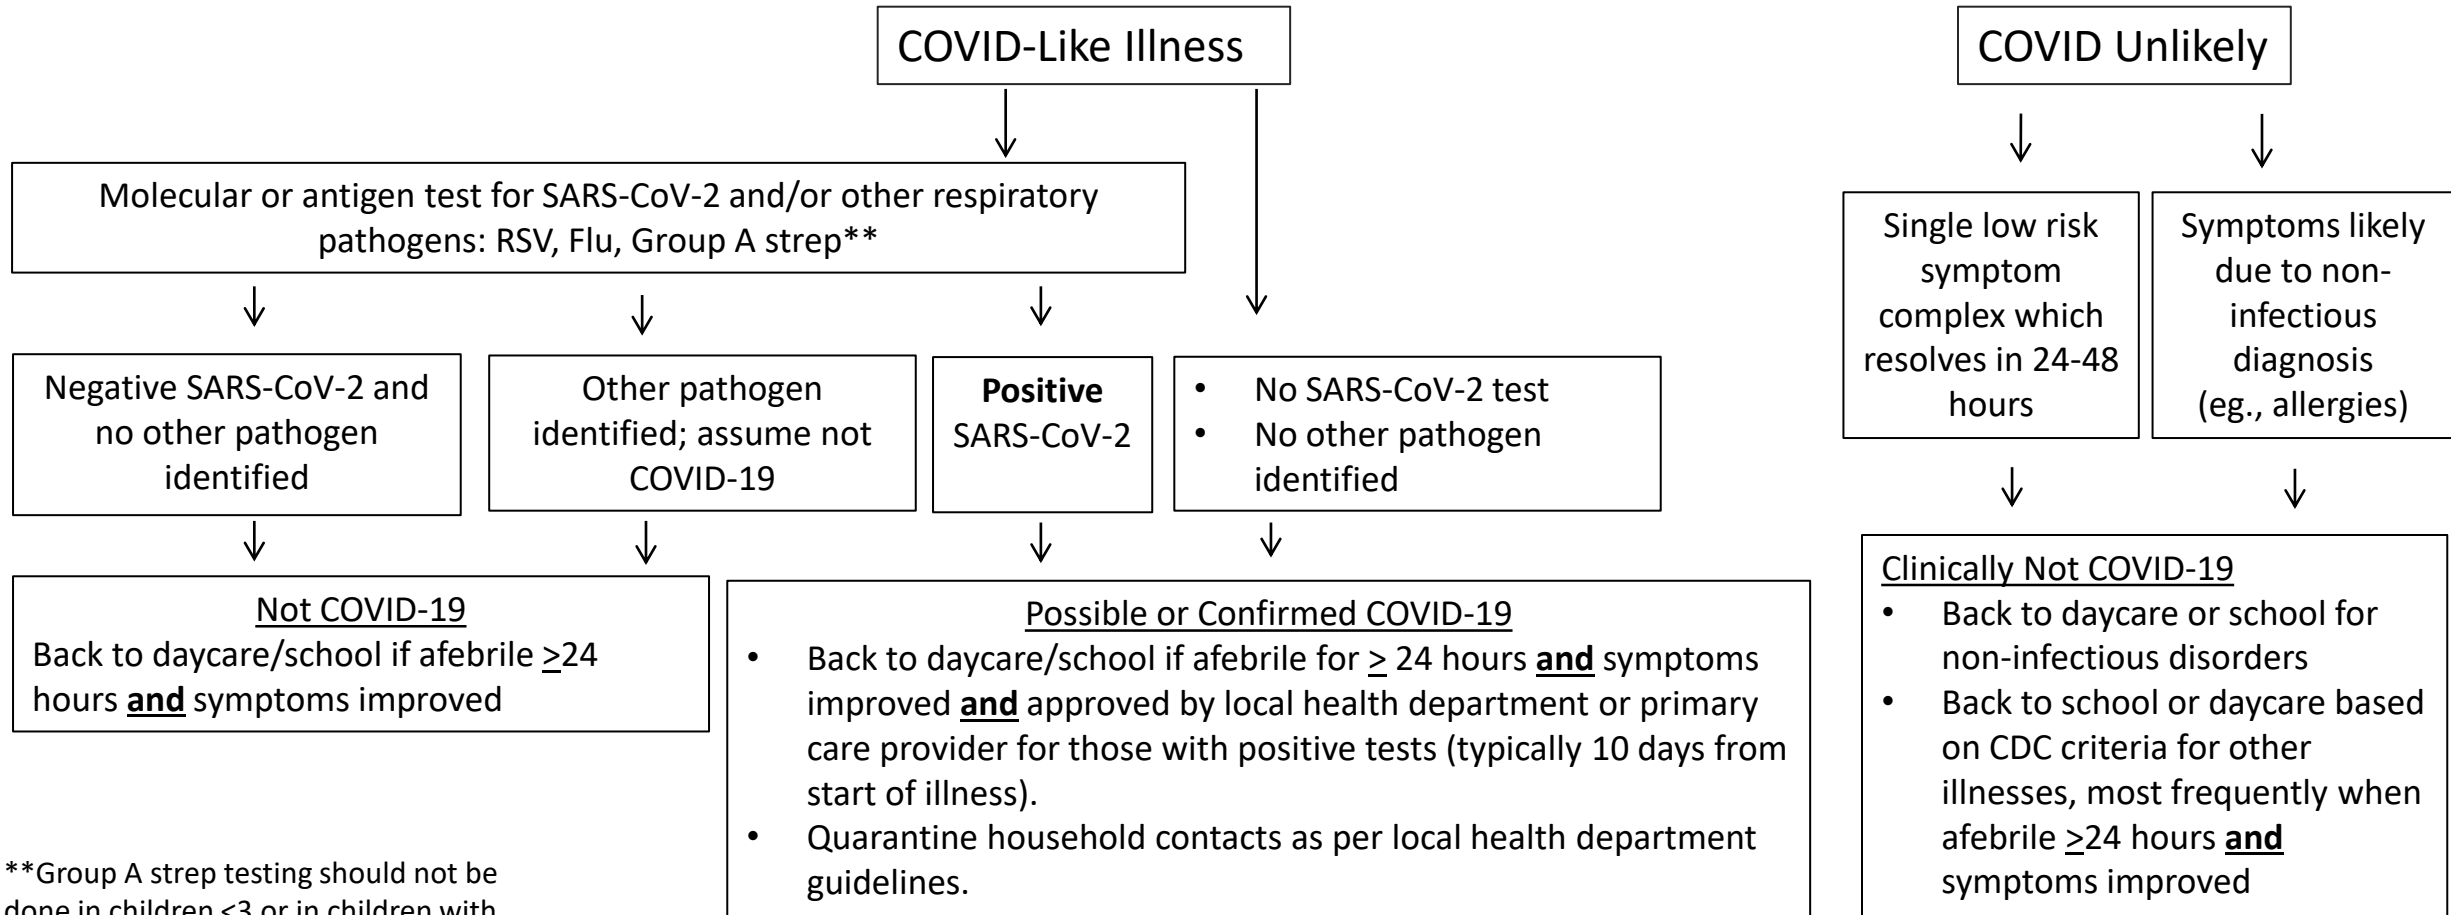 COVID-Like Illness
COVID Unlikely
Molecular or antigen test for SARS-CoV-2 and/or other respiratory
pathogens: RSV, Flu, Group A strep**
Single low risk
symptom
complex which
resolves in 24-48
hours
Symptoms likely
due to non-
infectious
diagnosis
(eg., allergies)
Negative SARS-CoV-2 and
no other pathogen
identified
Other pathogen
identified; assume not
COVID-19
Positive
SARS-CoV-2
• No SARS-CoV-2 test
• No other pathogen
identified
Not COVID-19
Back to daycare/school if afebrile >24
hours and symptoms improved
Possible or Confirmed COVID-19
• Back to daycare/school if afebrile for > 24 hours and symptoms
improved and approved by local health department or primary
care provider for those with positive tests (typically 10 days from
start of illness).
• Quarantine household contacts as per local health department
guidelines.
Clinically Not COVID-19
• Back to daycare or school for
non-infectious disorders
• Back to school or daycare based
on CDC criteria for other
illnesses, most frequently when
afebrile >24 hours and
symptoms improved
**Group A strep testing should not be
done in children <3 or in children with